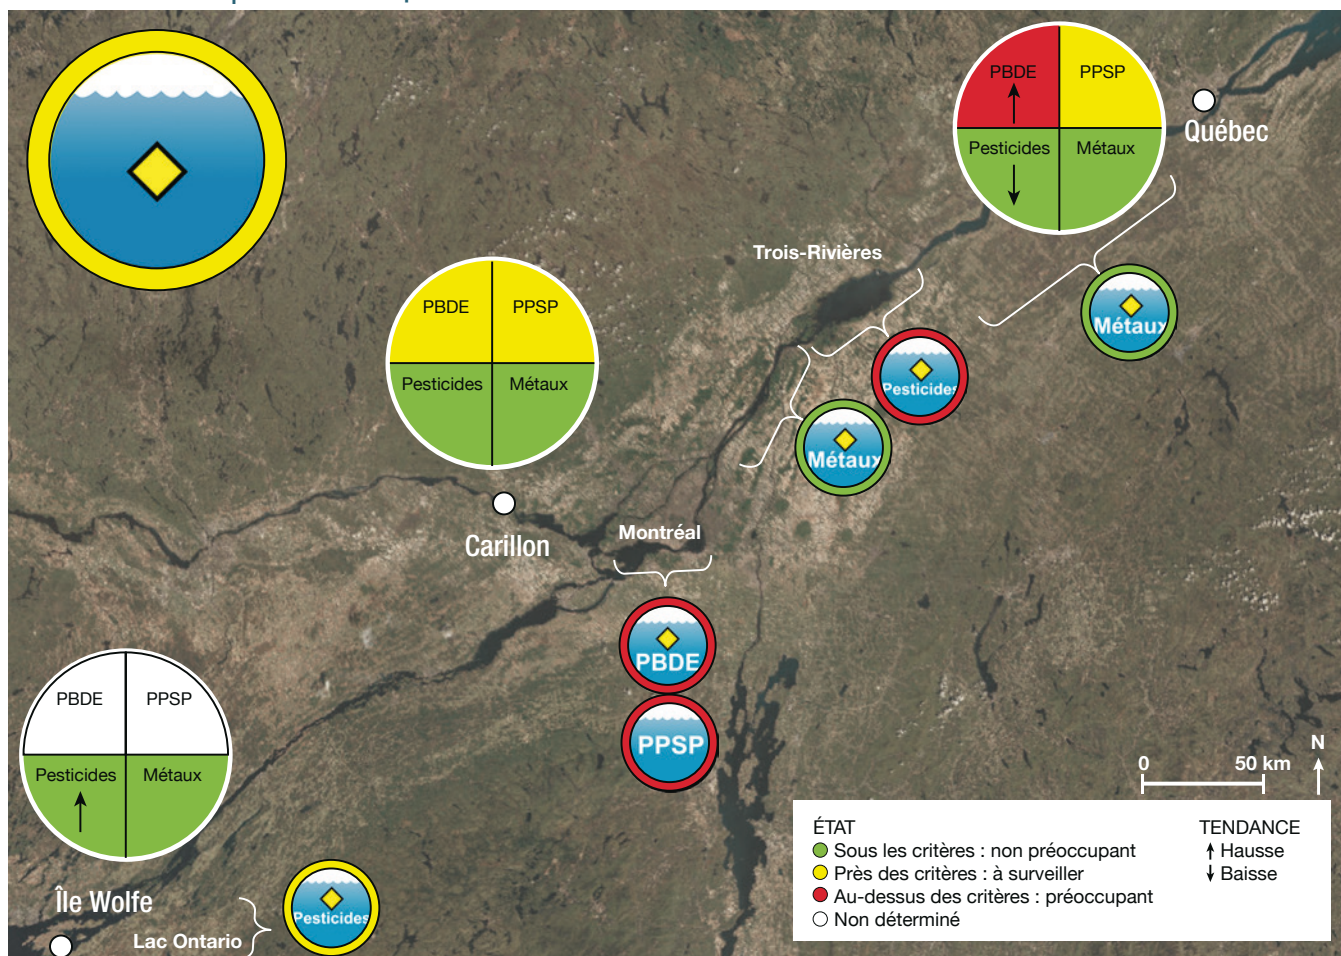 PBDE
PPSP
Pesticides
Métaux
Québec
Trois-Rivières
Métaux
PBDE
PPSP
Pesticides
Métaux
Pesticides
Métaux
Carillon
Montréal
PBDE
PPSP
PBDE
PPSP
Pesticides
Métaux
Île Wolfe
Lac Ontario
Pesticides
0 50 km
N
ÉTAT
Sous les critères : non préoccupant
Près des critères : à surveiller
Au-dessus des critères : préoccupant
Non déterminé
TENDANCE
Hausse
Baisse